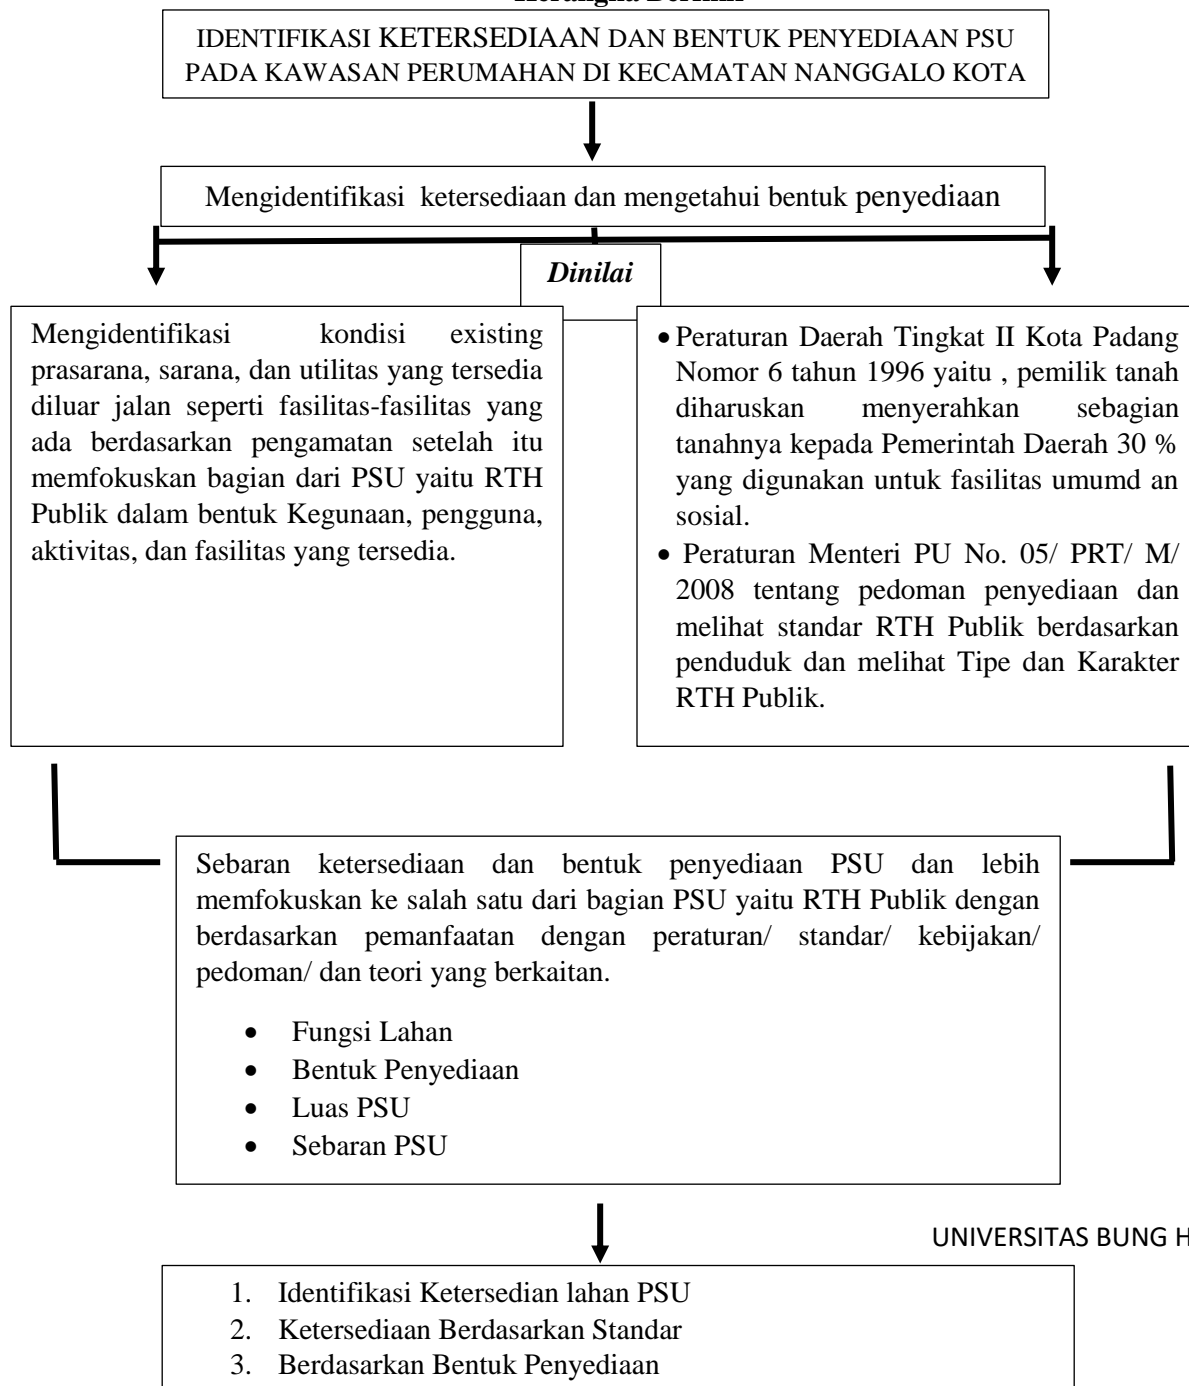 IDENTIFIKASI KETERSEDIAAN DAN BENTUK PENYEDIAAN PSU
PADA KAWASAN PERUMAHAN DI KECAMATAN NANGGALO KOTA
Mengidentifikasi ketersediaan dan mengetahui bentuk penyediaan
Dinilai
Mengidentifikasi kondisi existing
prasarana, sarana, dan utilitas yang tersedia
diluar jalan seperti fasilitas-fasilitas yang
ada berdasarkan pengamatan setelah itu
memfokuskan bagian dari PSU yaitu RTH
Publik dalam bentuk Kegunaan, pengguna,
aktivitas, dan fasilitas yang tersedia.
• Peraturan Daerah Tingkat II Kota Padang
Nomor 6 tahun 1996 yaitu , pemilik tanah
diharuskan menyerahkan sebagian
tanahnya kepada Pemerintah Daerah 30 %
yang digunakan untuk fasilitas umumd an
sosial.
• Peraturan Menteri PU No. 05/ PRT/ M/
2008 tentang pedoman penyediaan dan
melihat standar RTH Publik berdasarkan
penduduk dan melihat Tipe dan Karakter
RTH Publik.
Sebaran ketersediaan dan bentuk penyediaan PSU dan lebih
memfokuskan ke salah satu dari bagian PSU yaitu RTH Publik dengan
berdasarkan pemanfaatan dengan peraturan/ standar/ kebijakan/
pedoman/ dan teori yang berkaitan.
• Fungsi Lahan
• Bentuk Penyediaan
• Luas PSU
• Sebaran PSU
UNIVERSITAS BUNG H
1. Identifikasi Ketersedian lahan PSU
2. Ketersediaan Berdasarkan Standar
3. Berdasarkan Bentuk Penyediaan